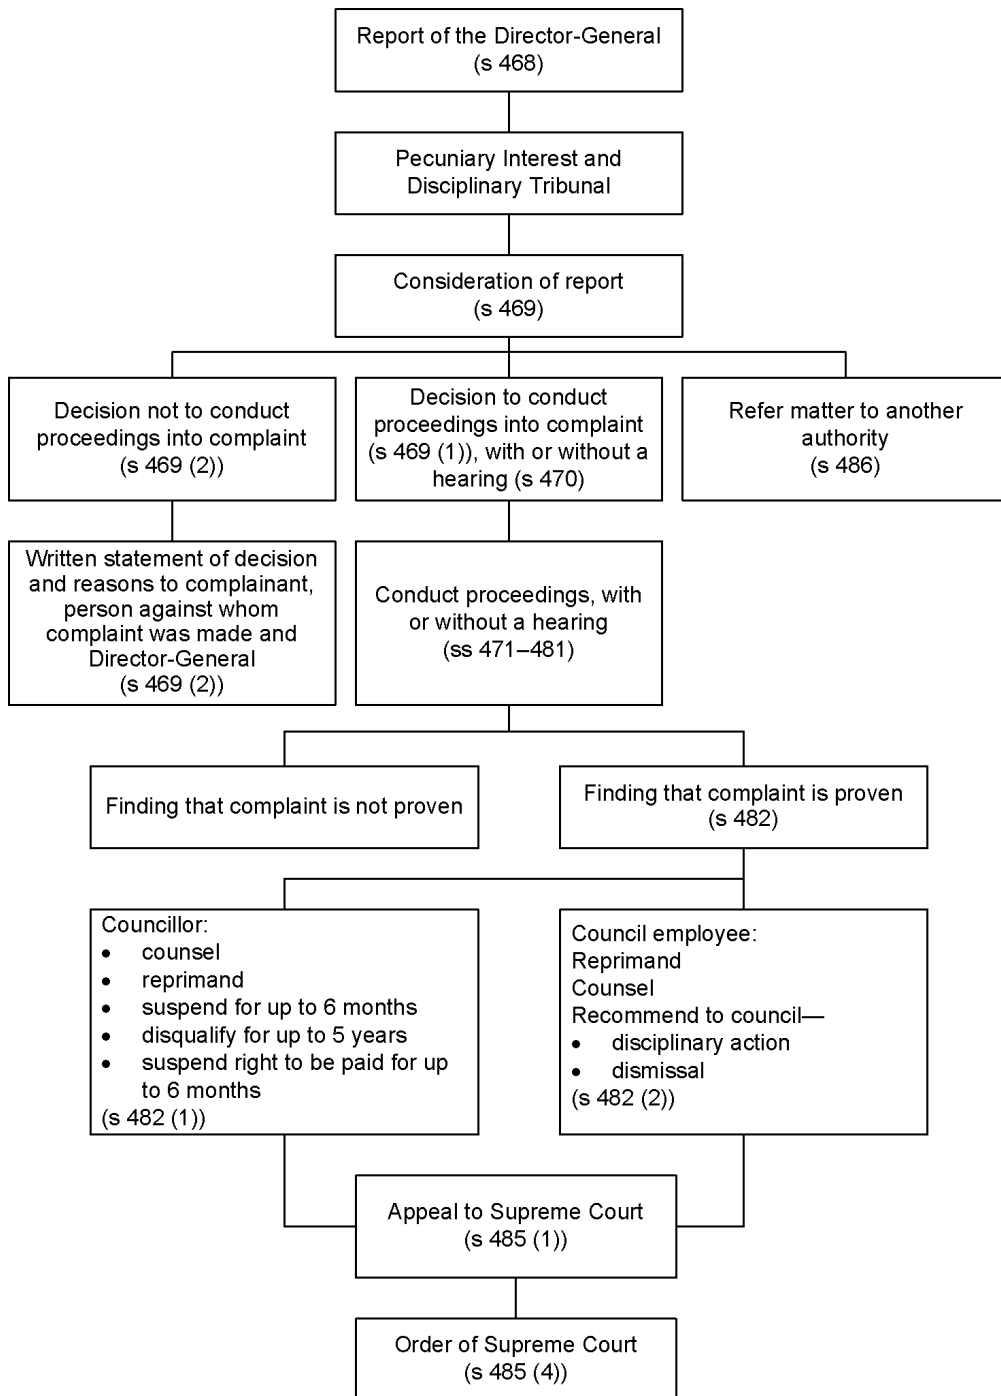 Report of the Director-General
(s 468)
Pecuniary Interest and
Disciplinary Tribunal
Consideration of report
(s 469)
Decision not to conduct
proceedings into complaint
(s 469 (2))
Decision to conduct
proceedings into complaint
(s 469 (1)), with or without a
hearing (s 470)
Refer matter to another
authority
(s 486)
Written statement of decision
and reasons to complainant,
person against whom
complaint was made and
Director-General
(s 469 (2))
Conduct proceedings, with
or without a hearing
(ss 471–481)
Finding that complaint is not proven
Finding that complaint is proven
(s 482)
Councillor:
• counsel
• reprimand
• suspend for up to 6 months
• disqualify for up to 5 years
• suspend right to be paid for up
to 6 months
(s 482 (1))
Council employee:
Reprimand
Counsel
Recommend to council—
• disciplinary action
• dismissal
(s 482 (2))
Appeal to Supreme Court
(s 485 (1))
Order of Supreme Court
(s 485 (4))